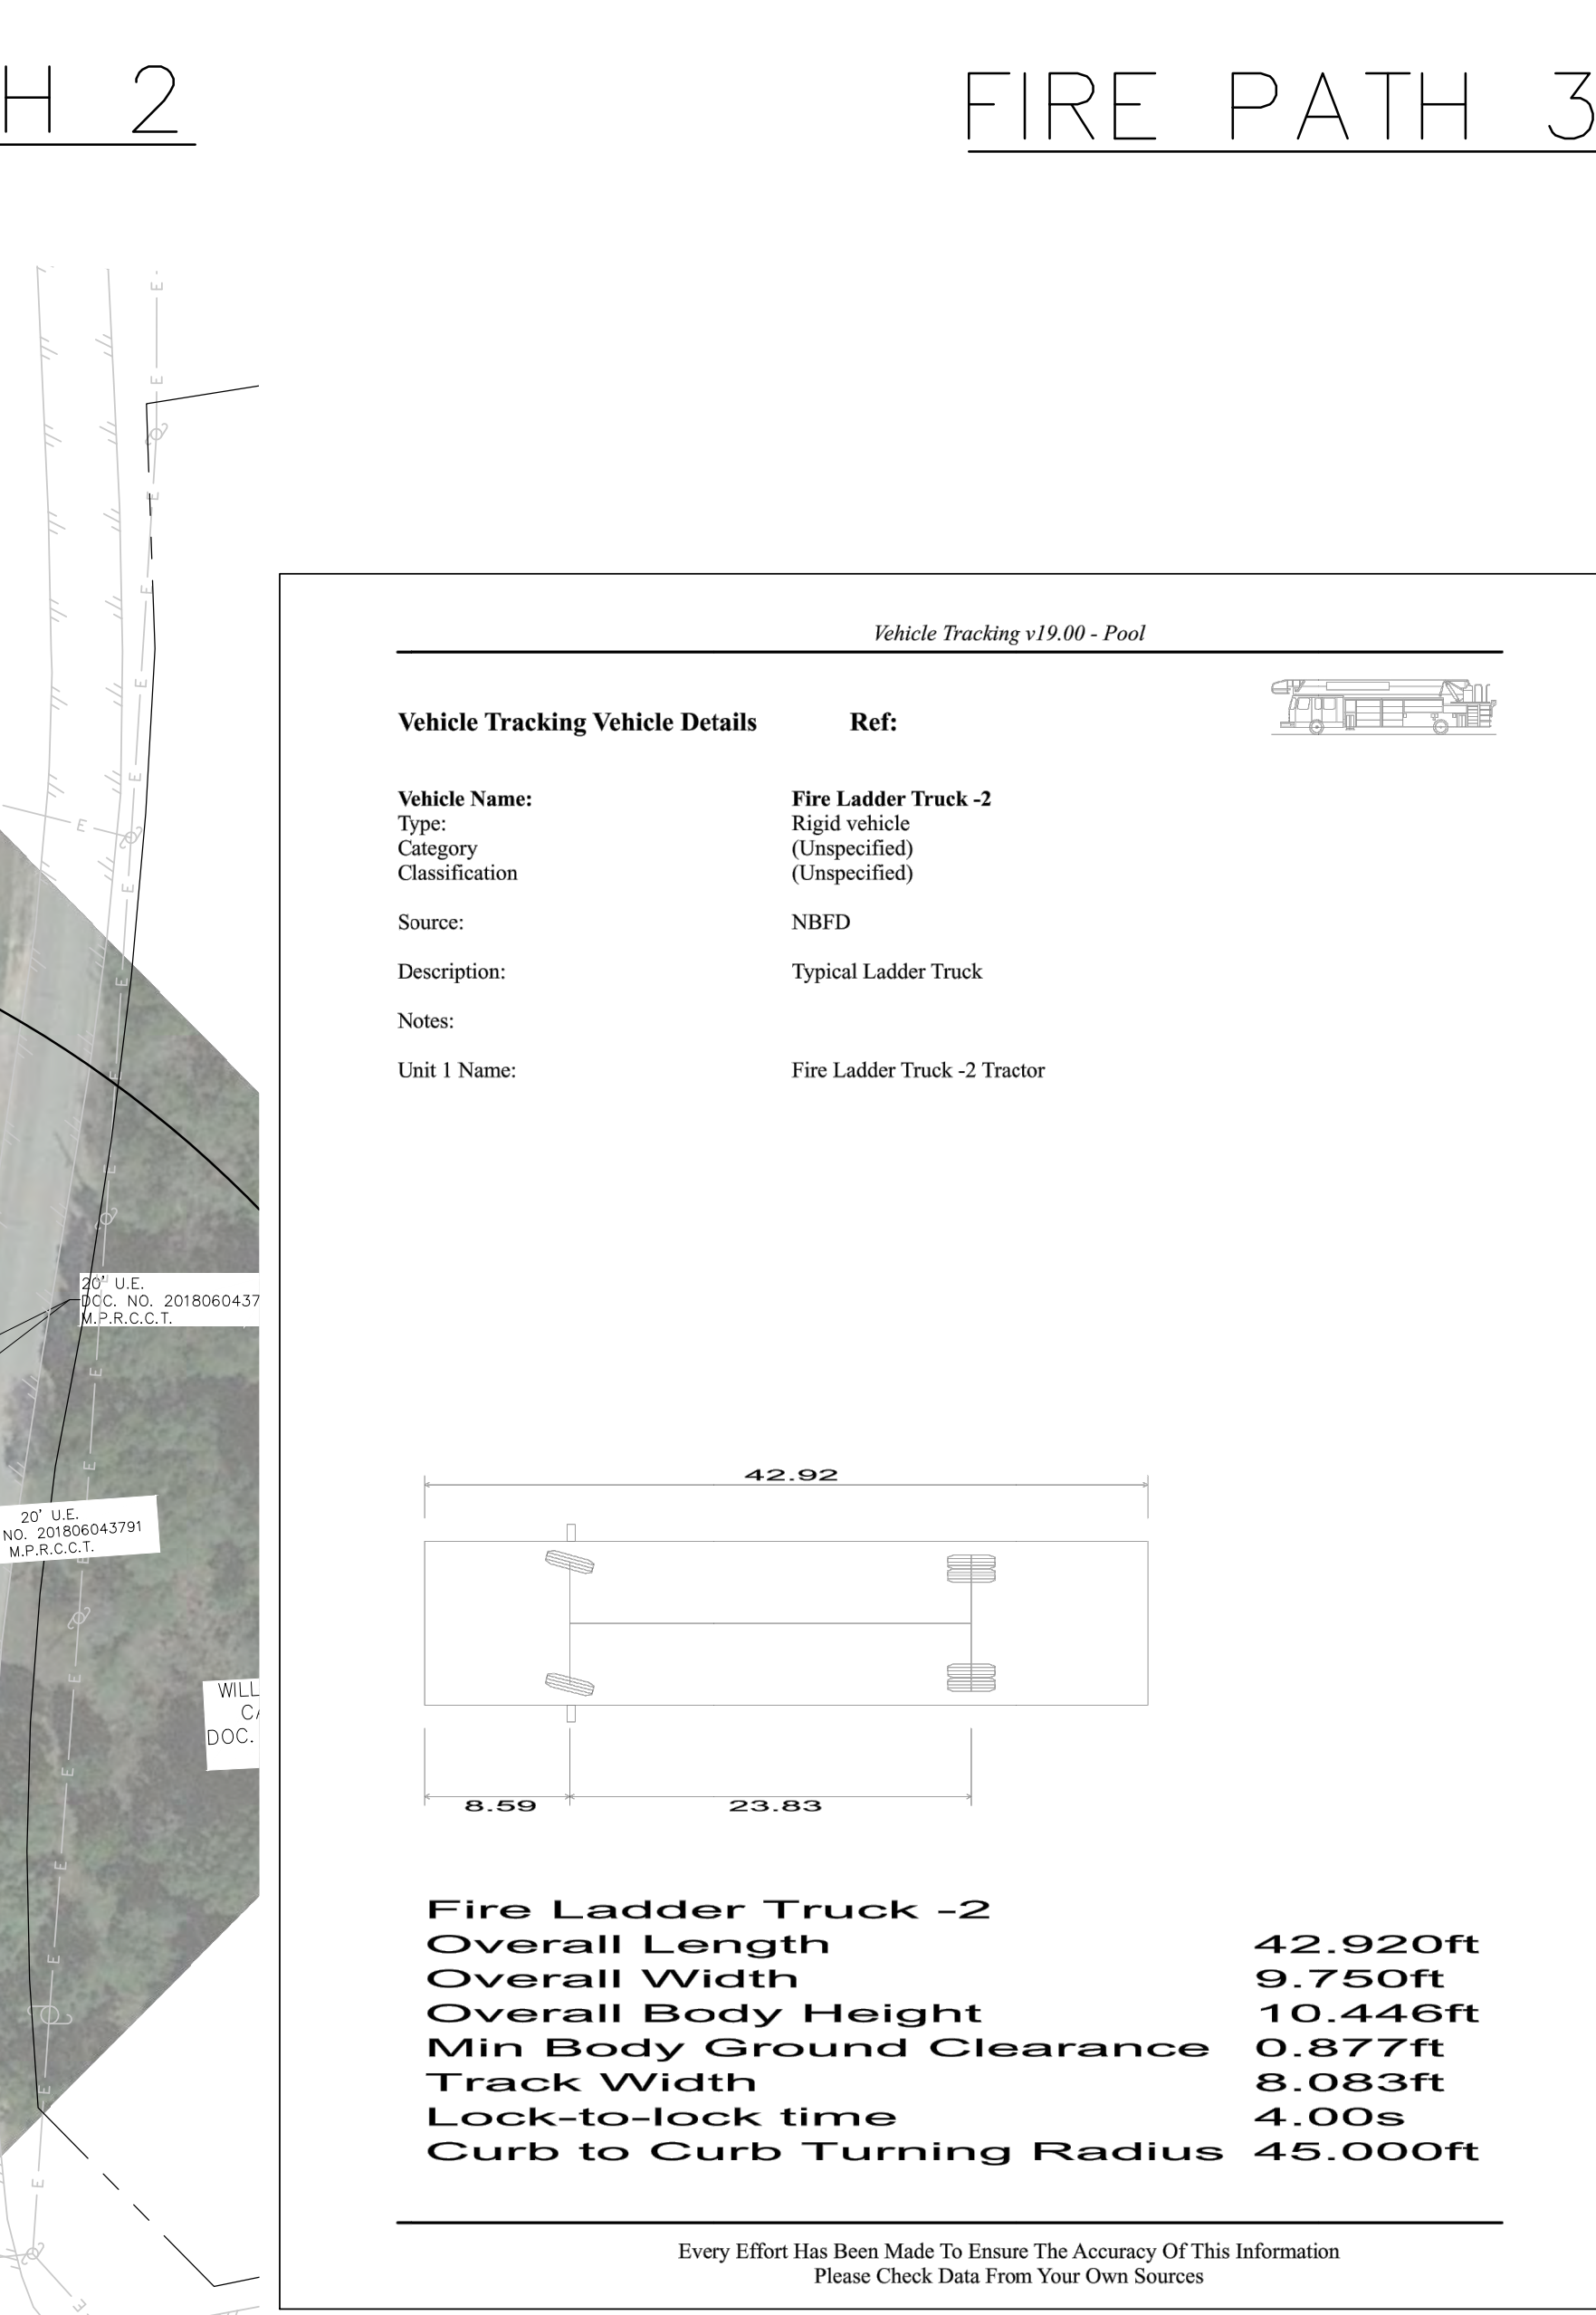 H 2
FIRE PATH 3
Vehicle Tracking v19.00 - Pool
Vehicle Tracking Vehicle Details Ref:
Vehicle Name: Fire Ladder Truck -2
Type: Rigid vehicle
Category (Unspecified)
Classification (Unspecified)
Source: NBFD
Description: Typical Ladder Truck
Notes:
Unit 1 Name: Fire Ladder Truck -2 Tractor
20' U.E.
DOC. NO. 2018060437
M.P.R.C.C.T.
20' U.E.
NO. 201806043791
M.P.R.C.C.T.
WILL
DOC.
42.92
8.59 23.83
Fire Ladder Truck -2
Overall Length 42.920ft
Overall Width 9.750ft
Overall Body Height 10.446ft
Min Body Ground Clearance 0.877ft
Track Width 8.083ft
Lock-to-lock time 4.00s
Curb to Curb Turning Radius 45.000ft
Every Effort Has Been Made To Ensure The Accuracy Of This Information
Please Check Data From Your Own Sources